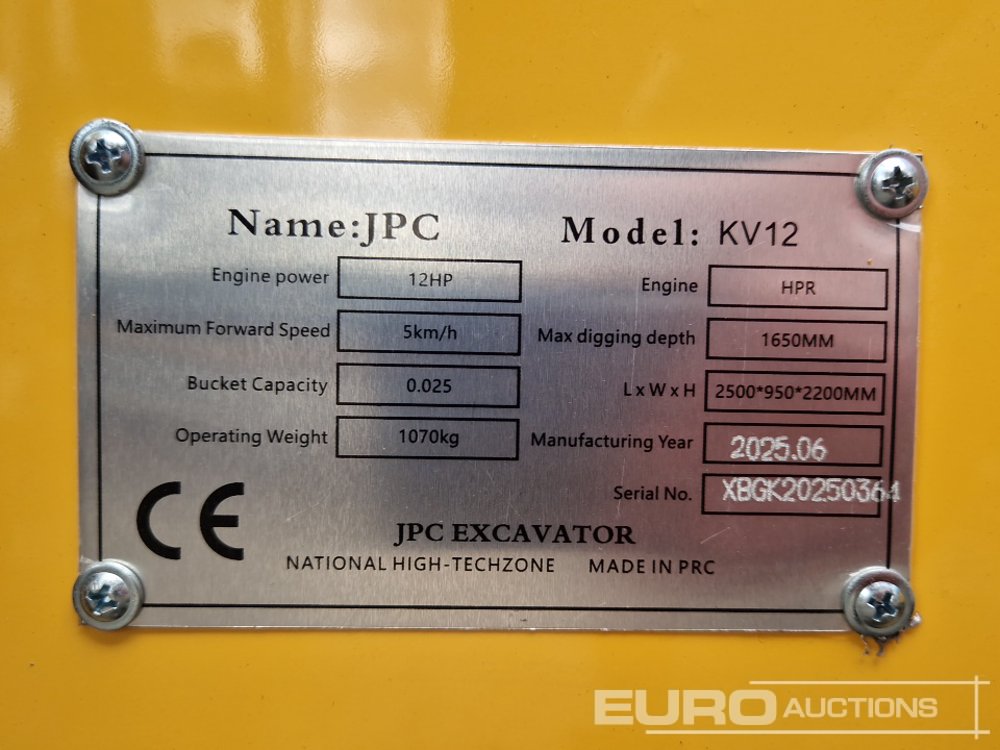 Name:JPC Model: KV12
Engine power 12HP Engine HPR
Maximum Forward Speed 5km/h Max digging depth 1650MM
Bucket Capacity 0.025 L x W x H 2500*950*2200MM
Operating Weight 1070kg Manufacturing Year 2025.06
Serial No. XBGK20250364
CE
JPC EXCAVATOR
NATIONAL HIGH-TECHZONE MADE IN PRC
EURO AUCTIONS